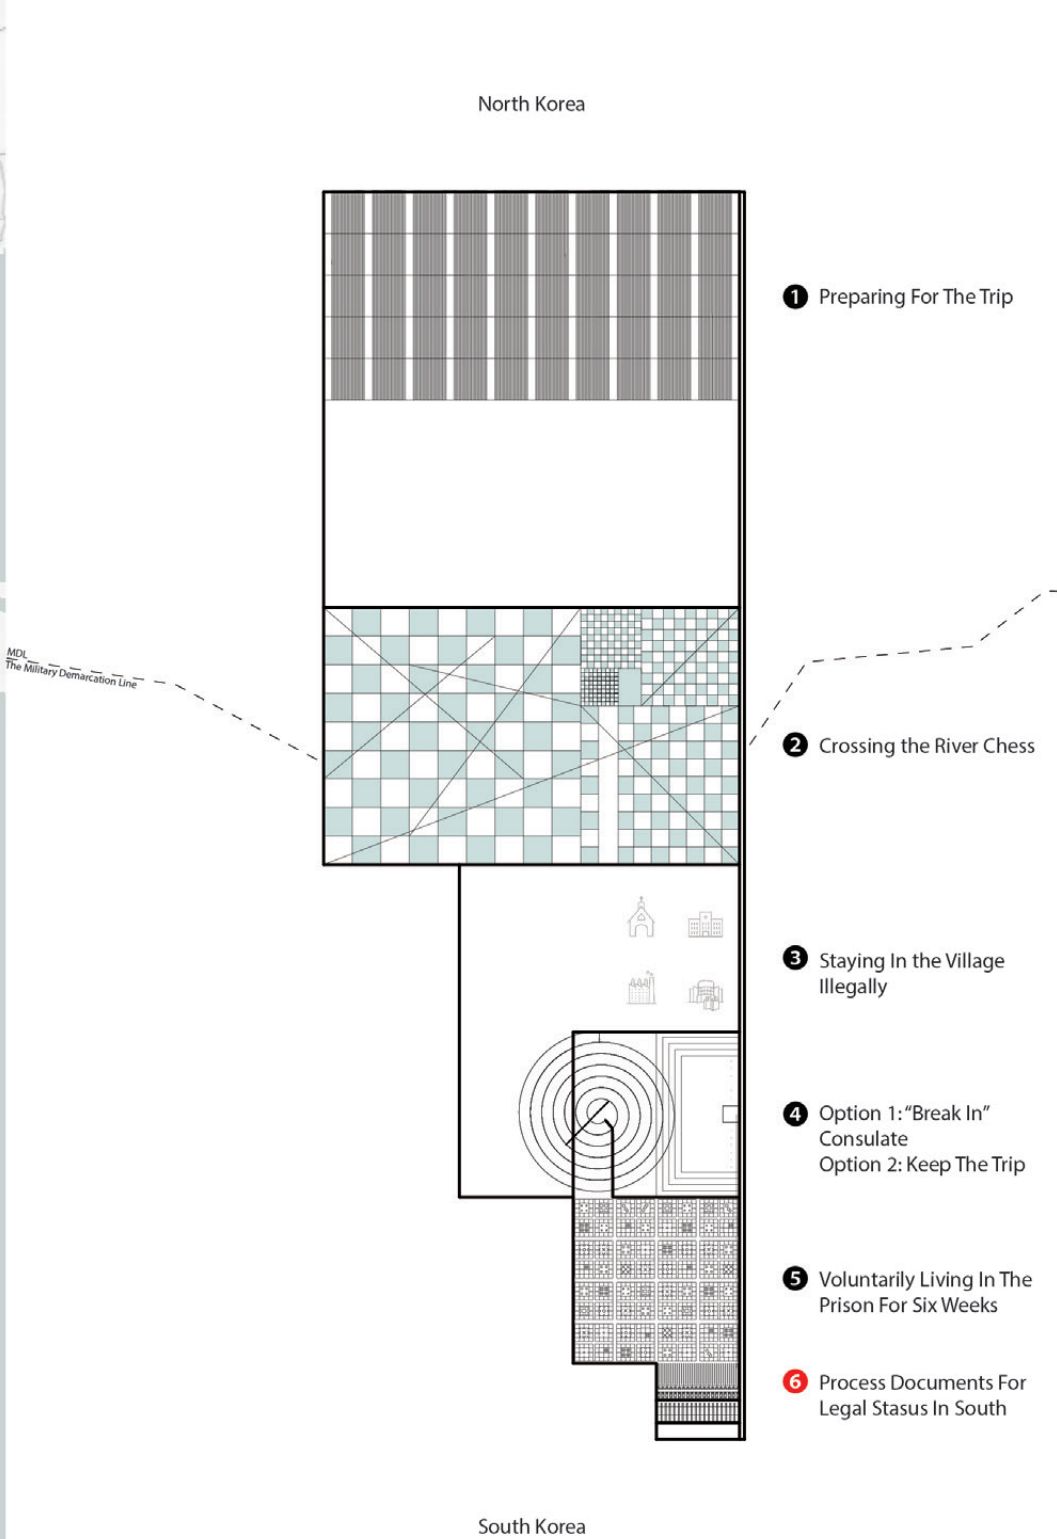 North Korea
1 Preparing For The Trip
MDL
The Military Demarcation Line
2 Crossing the River Chess
3 Staying In the Village
Illegally
4 Option 1: “Break In”
Consulate
Option 2: Keep The Trip
5 Voluntarily Living In The
Prison For Six Weeks
6 Process Documents For
Legal Stasus In South
South Korea